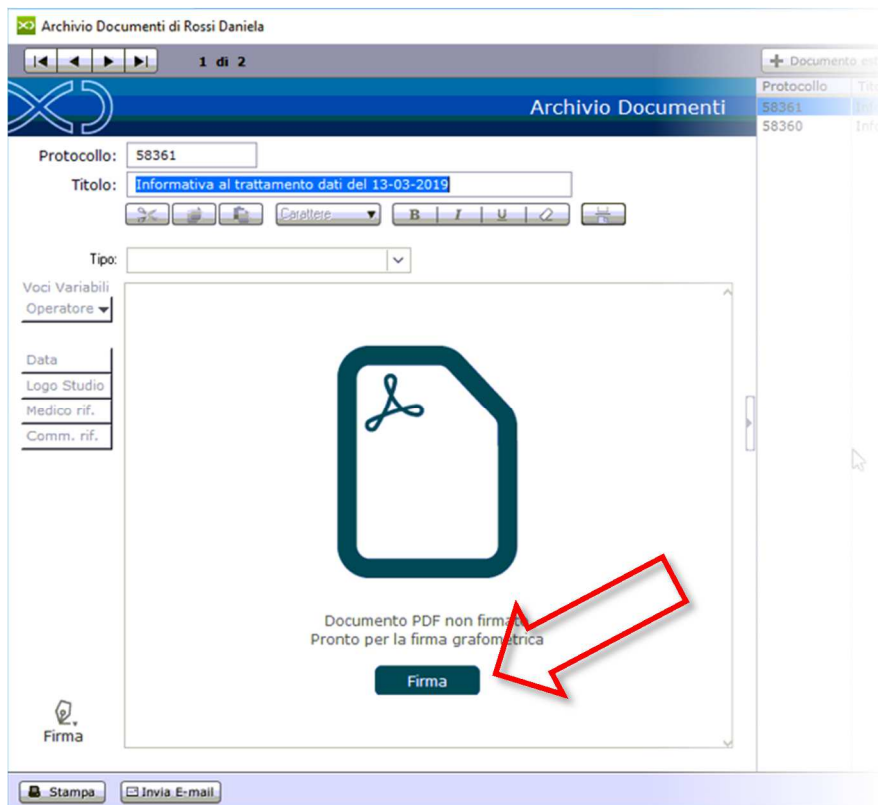 Archivio Documenti di Rossi Daniela
1 di 2
Documento est
Archivio Documenti
Protocollo
58361
58360
Protocollo: 58361
Titolo: Informativa al trattamento dati del 13-03-2019
Carattere
B I U
Tipo:
Voci Variabili
Operatore
Data
Logo Studio
Medico rif.
Comm. rif.
Documento PDF non firmato
Pronto per la firma grafometrica
Firma
Firma
Stampa
Invia E-mail